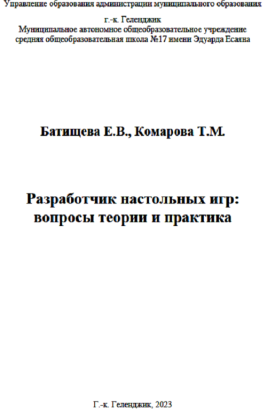 Управление образования администрации муниципального образования
г.-к. Геленджик
Муниципальное автономное общеобразовательное учреждение
средняя общеобразовательная школа №17 имени Эдуарда Есаяна
Батищева Е.В., Комарова Т.М.
Разработчик настольных игр:
вопросы теории и практика
Г.-к. Геленджик, 2023